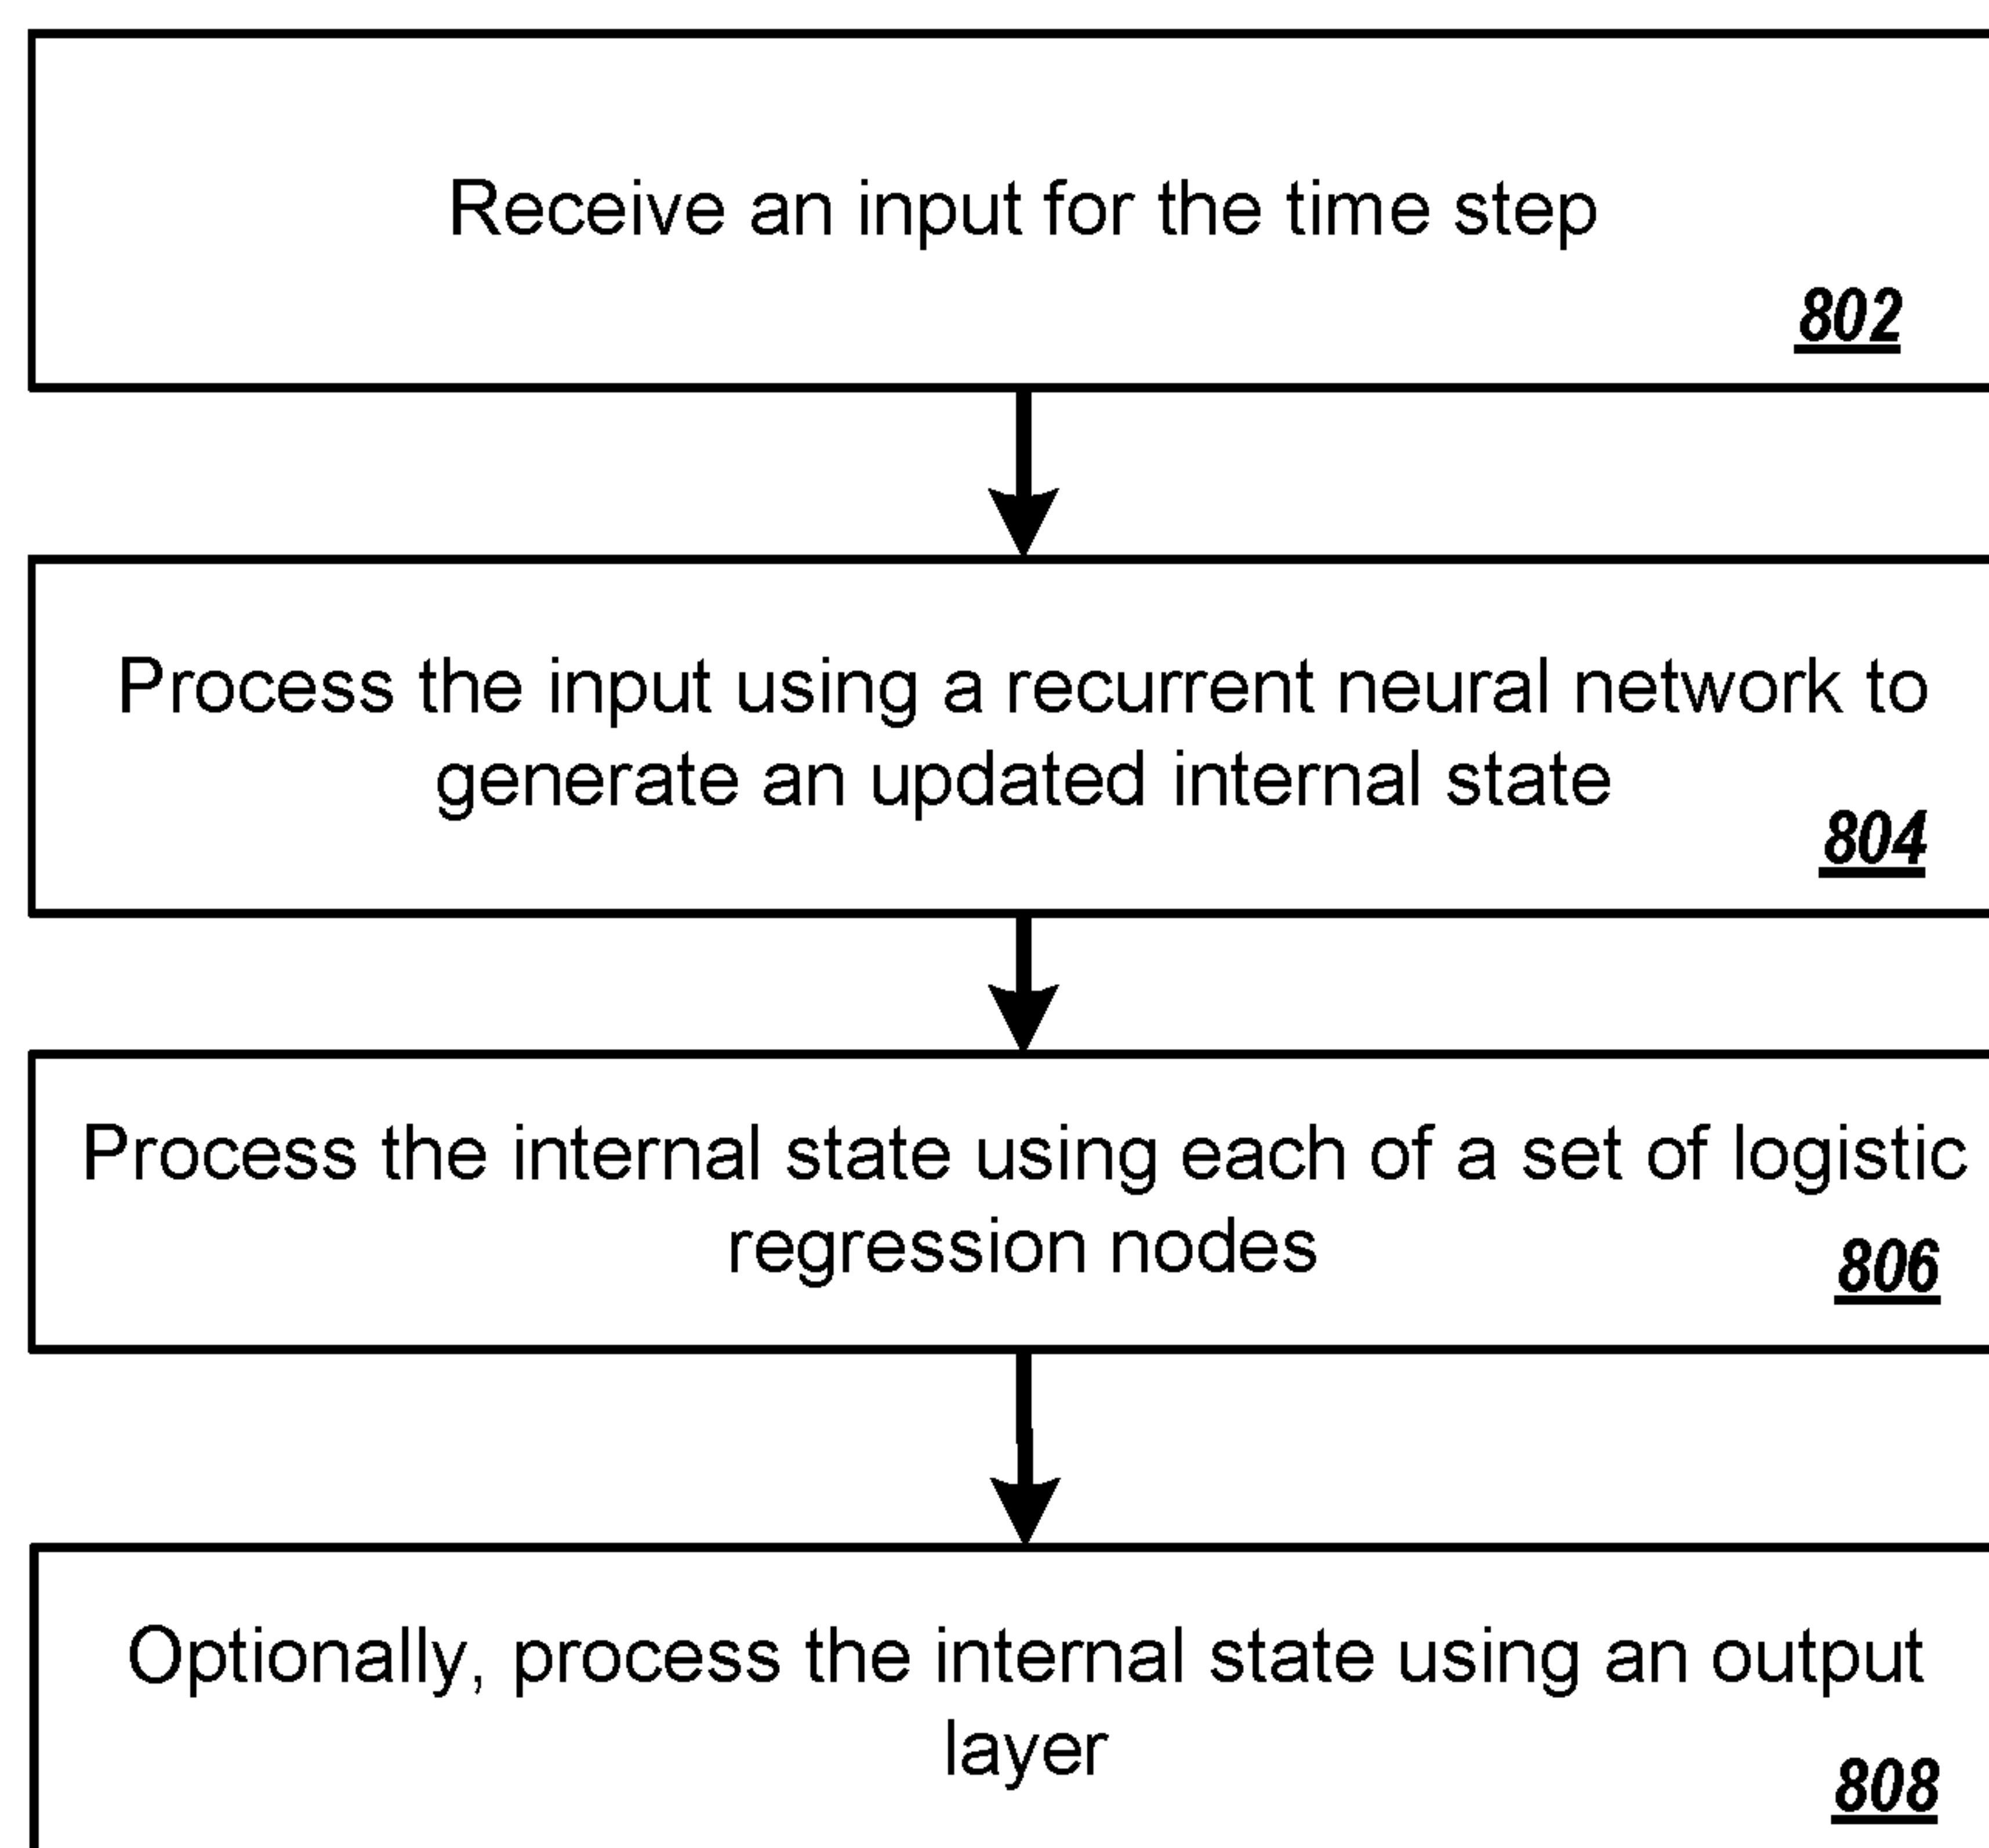 Receive an input for the time step
802
Process the input using a recurrent neural network to
generate an updated internal state
804
Process the internal state using each of a set of logistic
regression nodes
806
Optionally, process the internal state using an output
layer
808